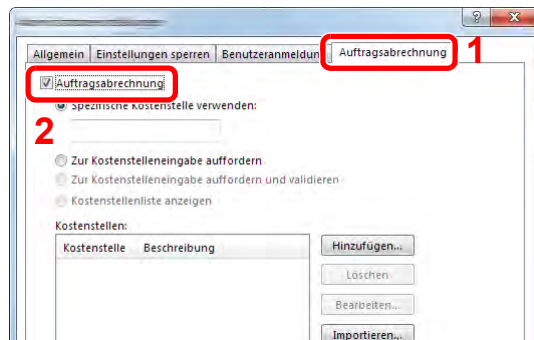 Allgemein Einstellungen sperren Benutzeranmeldun Auftragsabrechnung 1
Auftragsabrechnung
Spezifische Kostenstelle verwenden:
2
Zur Kostenstelleneingabe auffordern
Zur Kostenstelleneingabe auffordern und validieren
Kostenstellenliste anzeigen
Kostenstellen:
Kostenstelle Beschreibung
Hinzufügen...
Löschen
Bearbeiten...
Importieren...